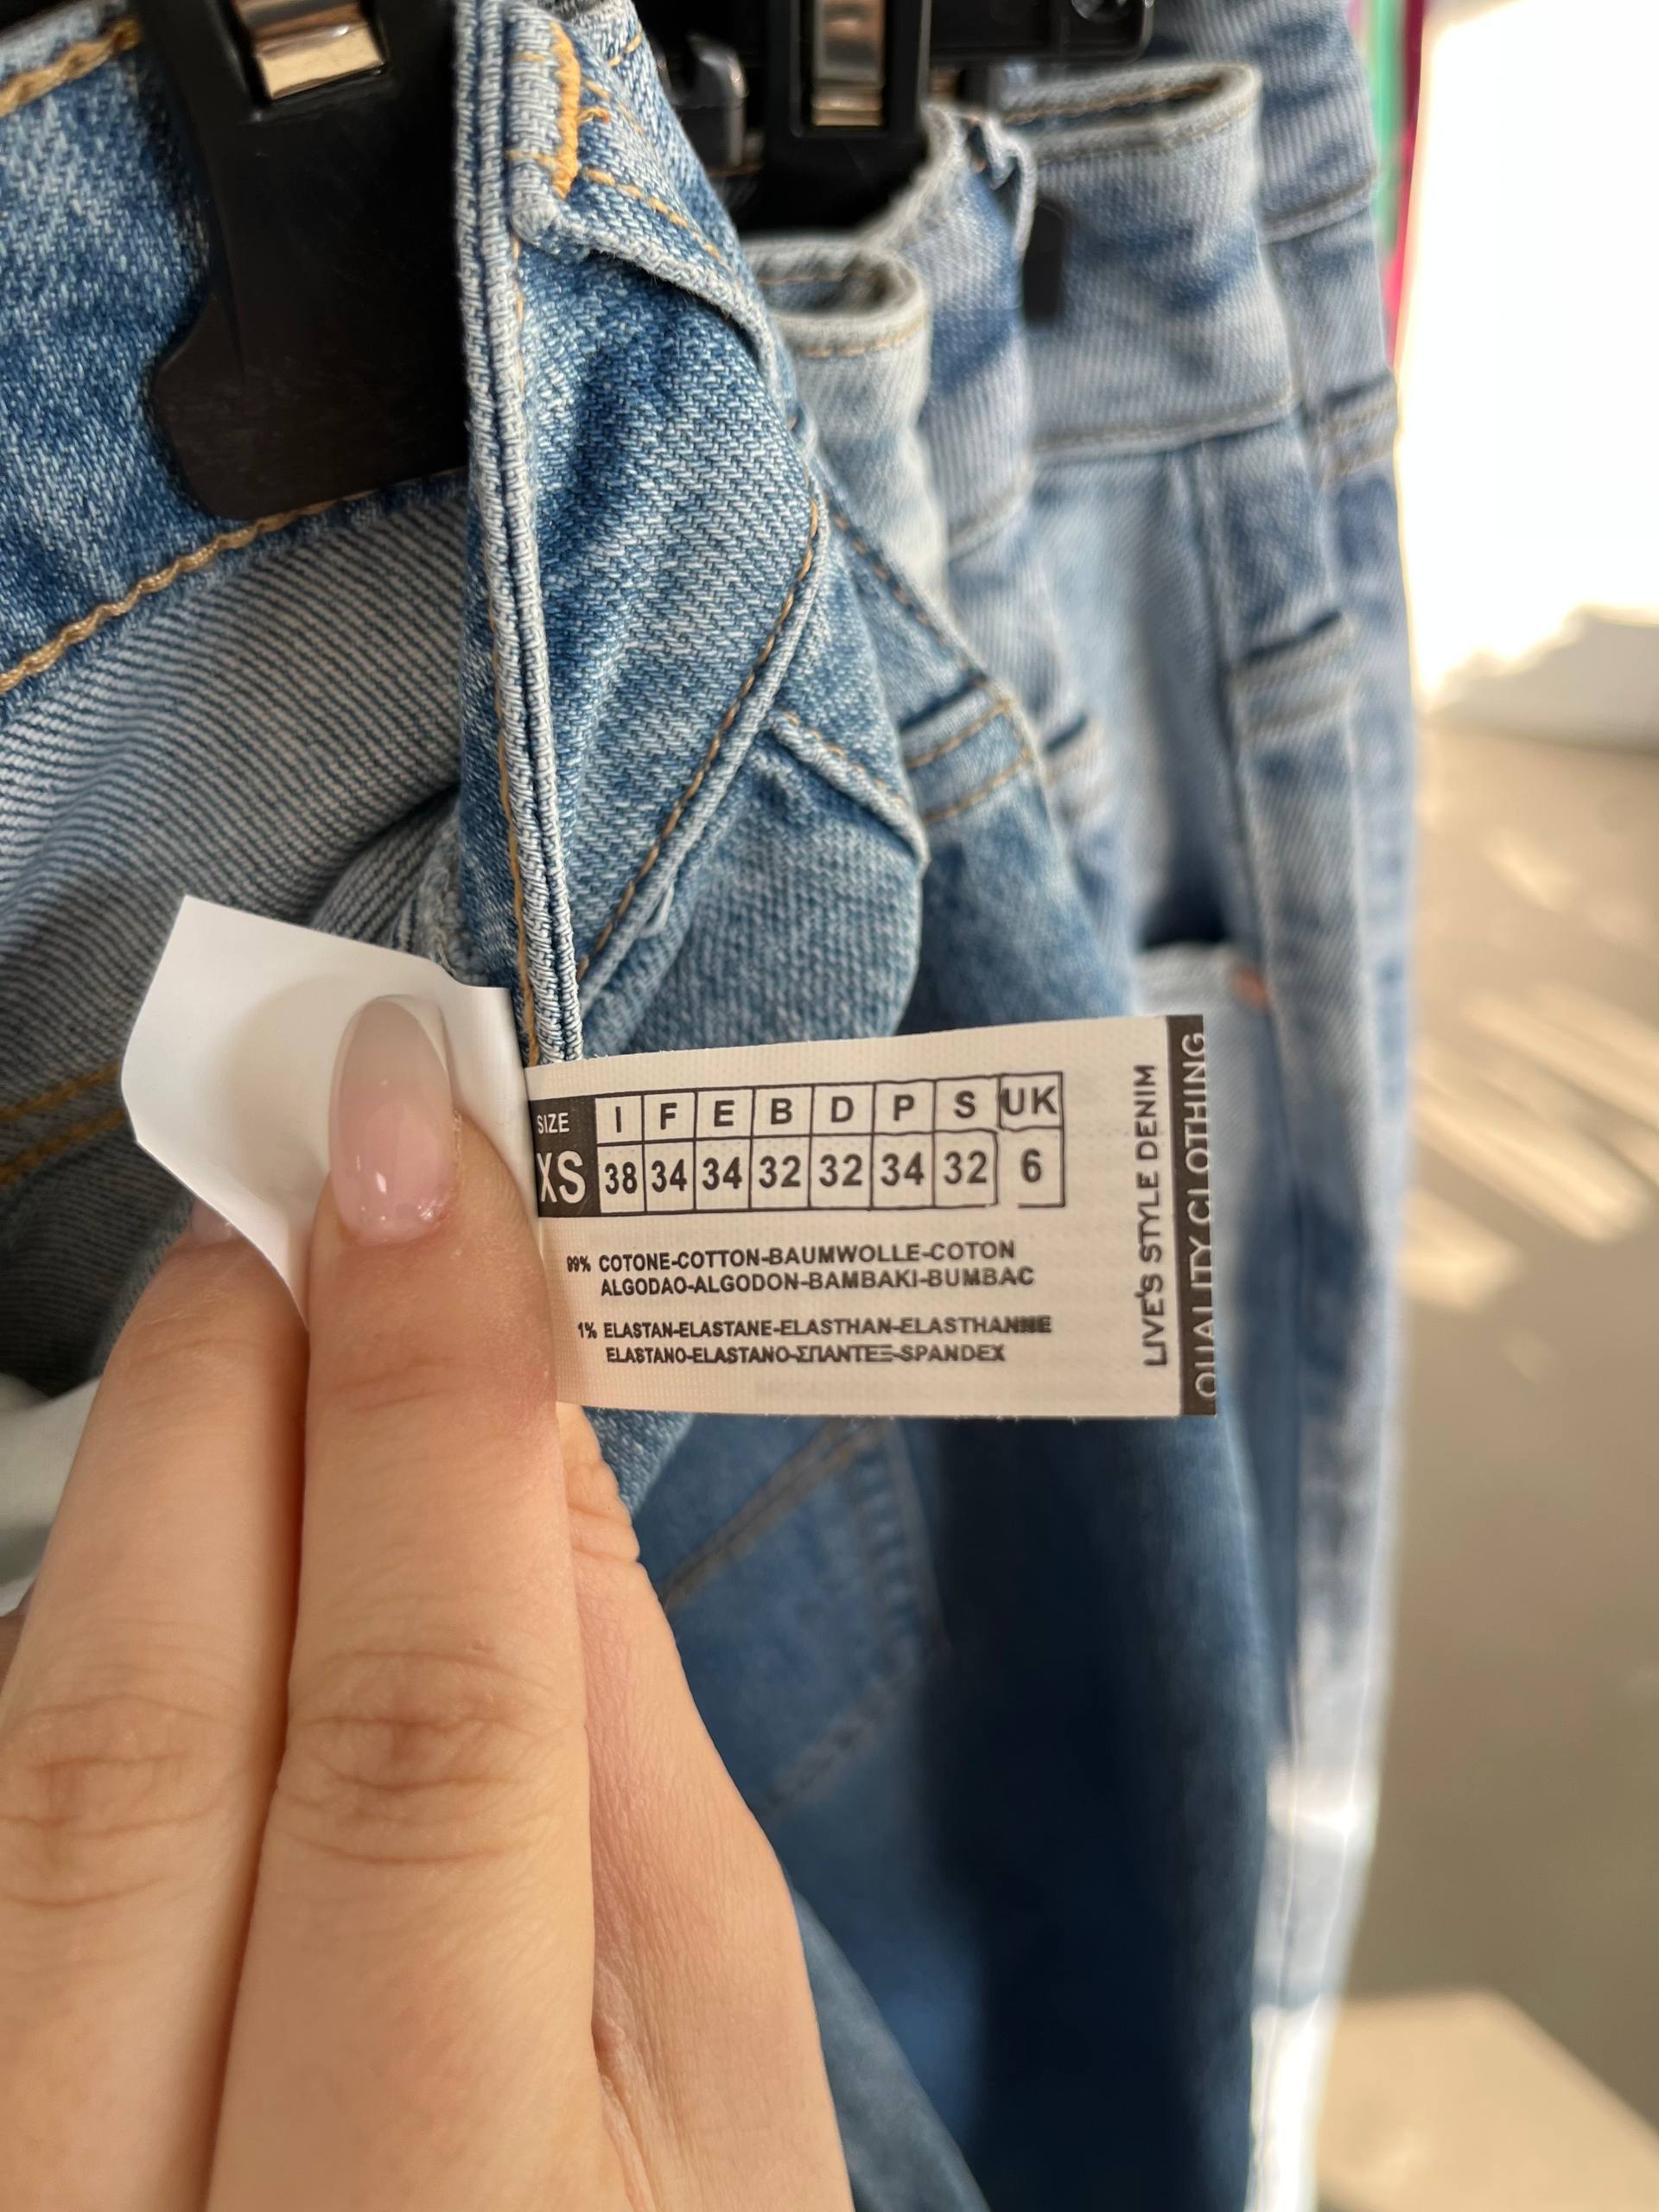 SIZE I F E B D P S UK
XS 38 34 34 32 32 34 32 6
99% COTONE-COTTON-BAUMWOLLE-COTON
ALGODAO-ALGODON-BAMBAKI-BUMBAC
1% ELASTAN-ELASTANE-ELASTHAN-ELASTHANNE
ELASTANO-ELASTANO-ΣΠΑΝΤΕΞ-SPANDEX
LIVE'S STYLE DENIM
QUALITY CLOTHING